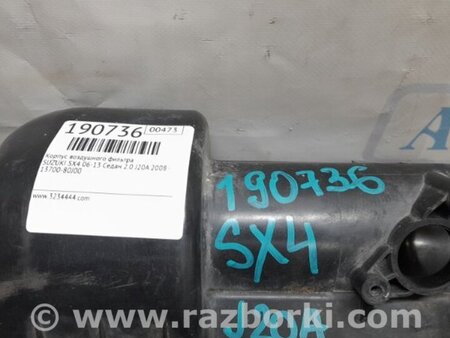 190736
00473
Корпус воздушного фильтра
SUZUKI SX4 06-13 Седан 2.0 J20A 2008-
13700-80J00
www.3234444.com
190736
SX4
J20A
www.razborki.com